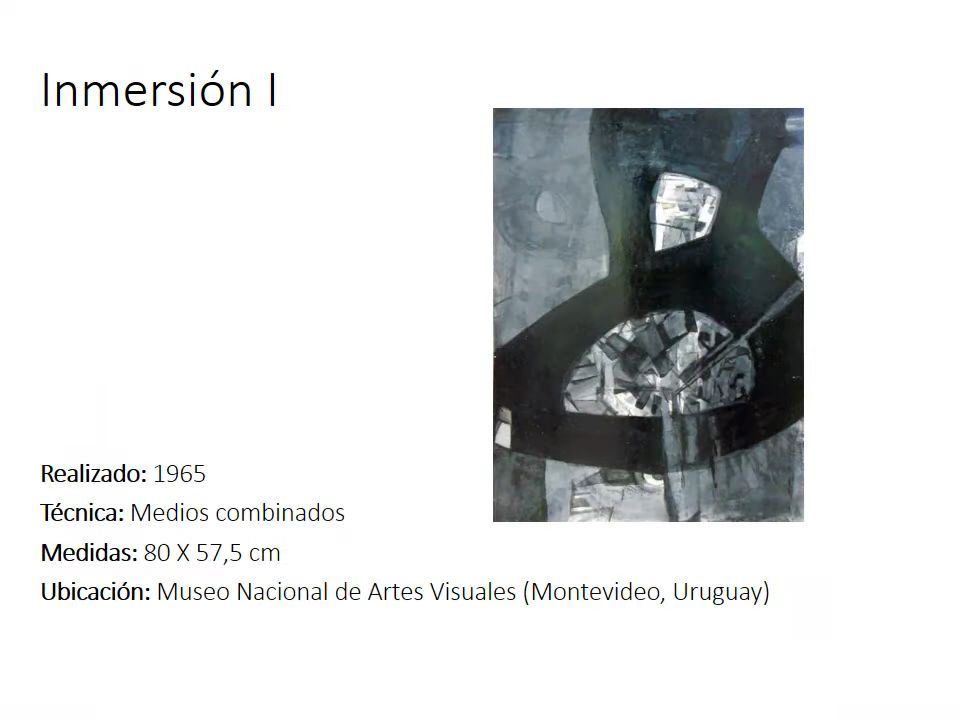 Inmersión I
Realizado: 1965
Técnica: Medios combinados
Medidas: 80 X 57,5 cm
Ubicación: Museo Nacional de Artes Visuales (Montevideo, Uruguay)